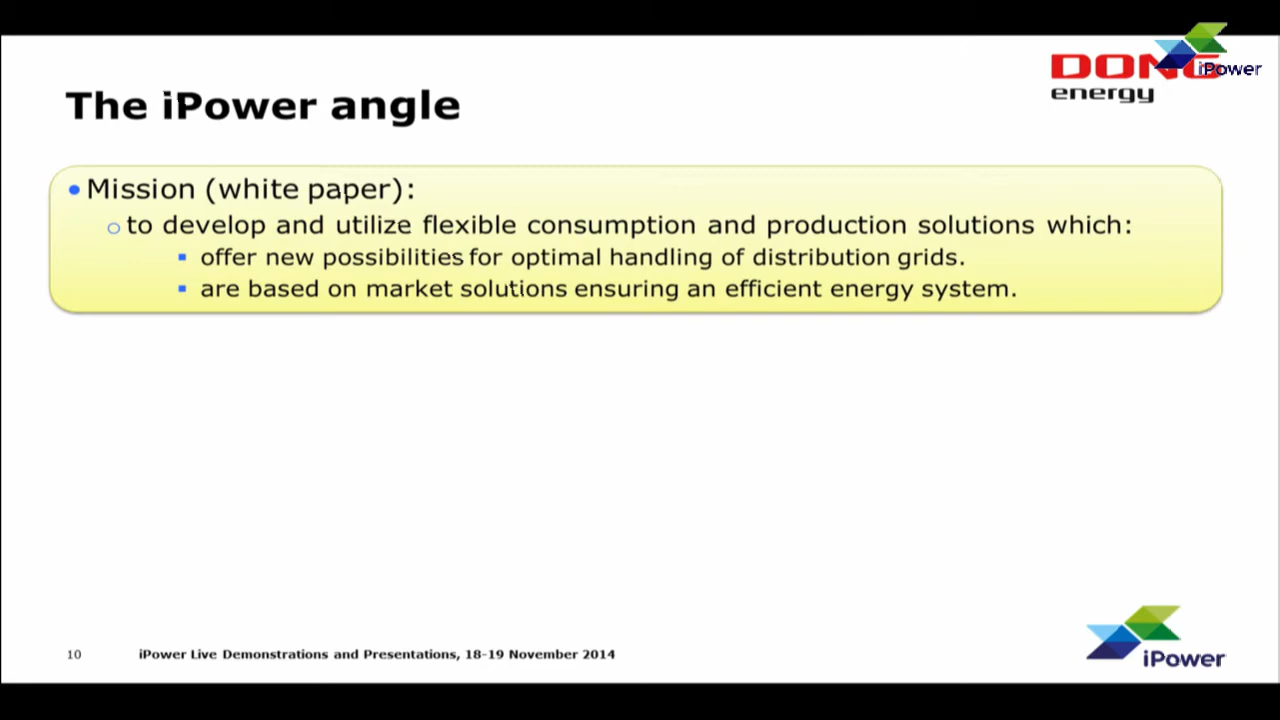 DONG
iPower
energy
The iPower angle
Mission (white paper):
to develop and utilize flexible consumption and production solutions which:
offer new possibilities for optimal handling of distribution grids.
are based on market solutions ensuring an efficient energy system.
10 iPower Live Demonstrations and Presentations, 18-19 November 2014
iPower